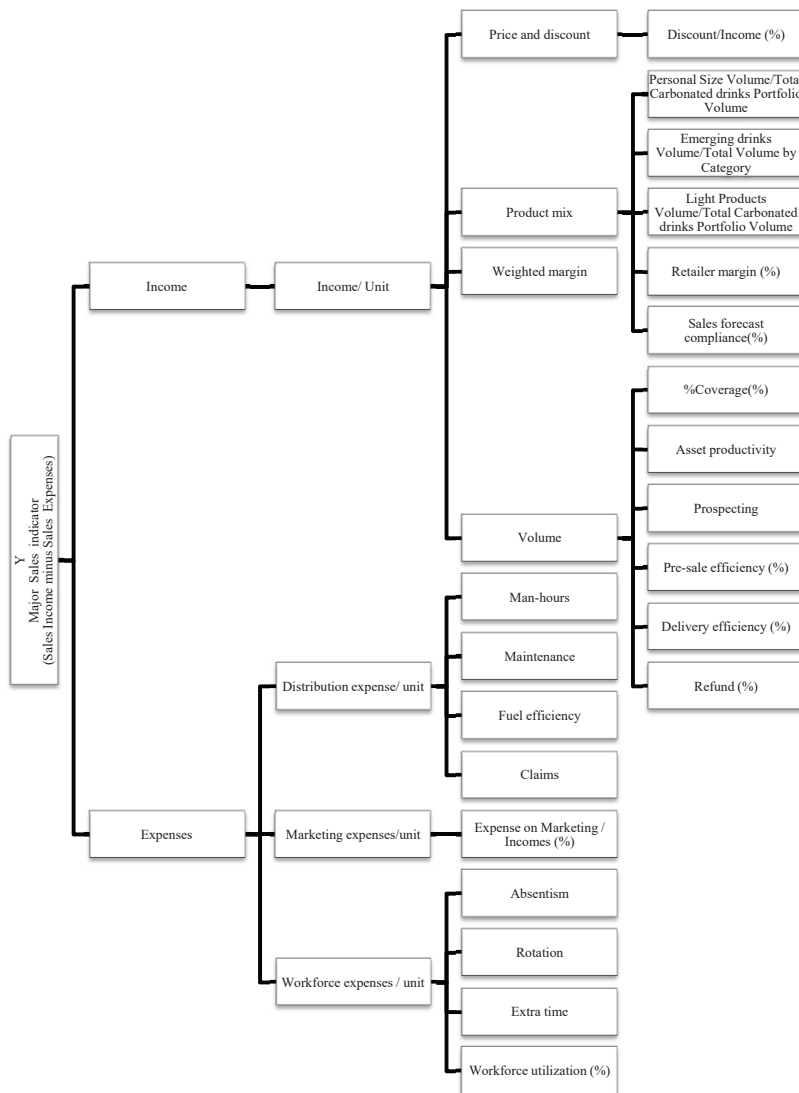 Price and discount
Discount/Income (%)
Personal Size Volume/Total
Carbonated drinks Portfolio
Volume
Emerging drinks
Volume/Total Volume by
Category
Product mix
Light Products
Volume/Total Carbonated
drinks Portfolio Volume
Income
Income/ Unit
Weighted margin
Retailer margin (%)
Sales forecast
compliance(%)
%Coverage(%)
Asset productivity
Prospecting
Y
Major Sales indicator
(Sales Income minus Sales Expenses)
Volume
Pre-sale efficiency (%)
Man-hours
Delivery efficiency (%)
Maintenance
Distribution expense/ unit
Refund (%)
Fuel efficiency
Claims
Expenses
Marketing expenses/unit
Expense on Marketing /
Incomes (%)
Absentism
Rotation
Workforce expenses / unit
Extra time
Workforce utilization (%)